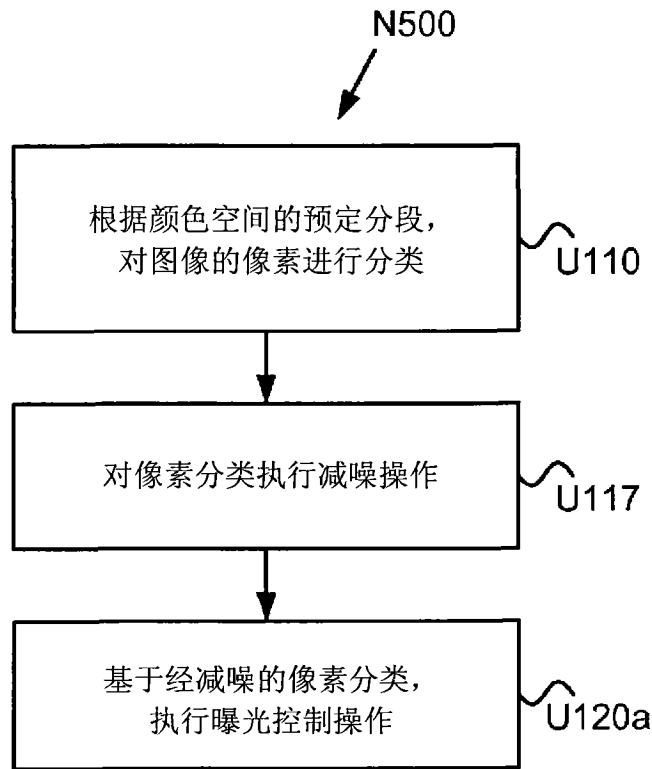 N500
根据颜色空间的预定分段，
对图像的像素进行分类
U110
对像素分类执行减噪操作
U117
基于经减噪的像素分类，
执行曝光控制操作
U120a